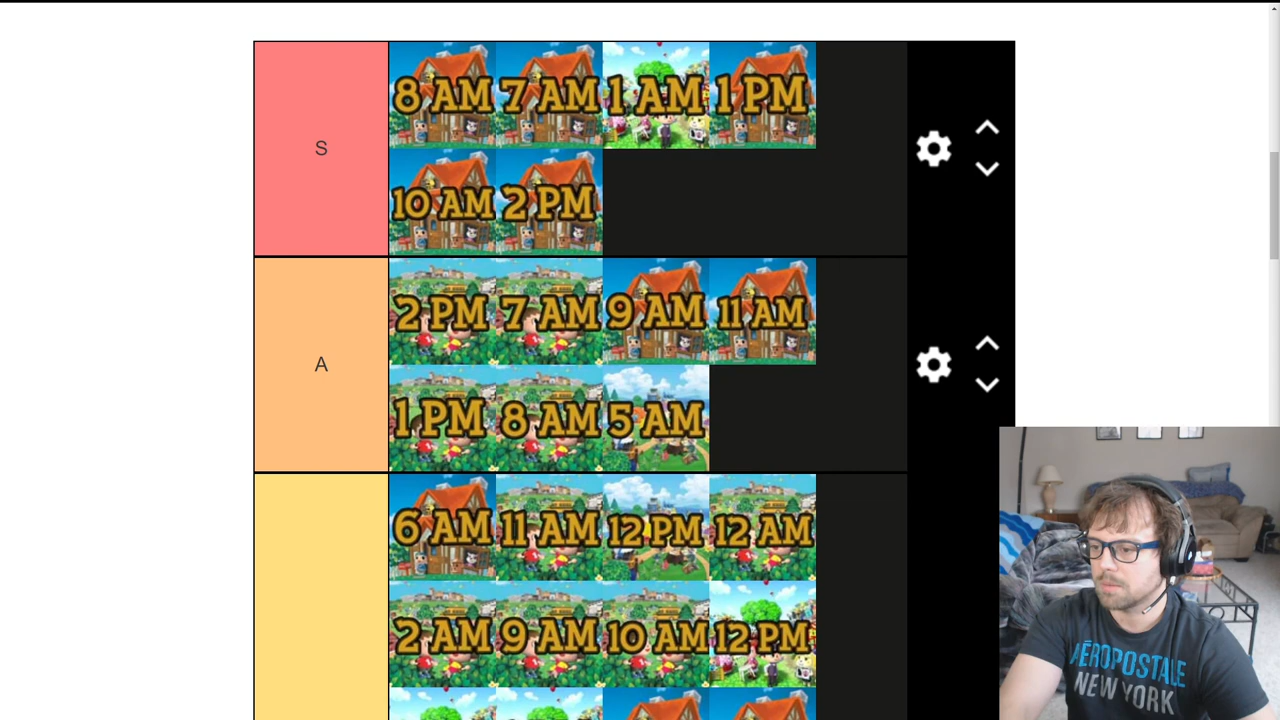 S
8 AM 7 AM 1 AM 1 PM
10 AM 2 PM
A
2 PM 7 AM 9 AM 11 AM
1 PM 8 AM 5 AM
6 AM 11 AM 12 PM 12 AM
2 AM 9 AM 10 AM 12 PM
AÉROPOSTALE
NEW YORK